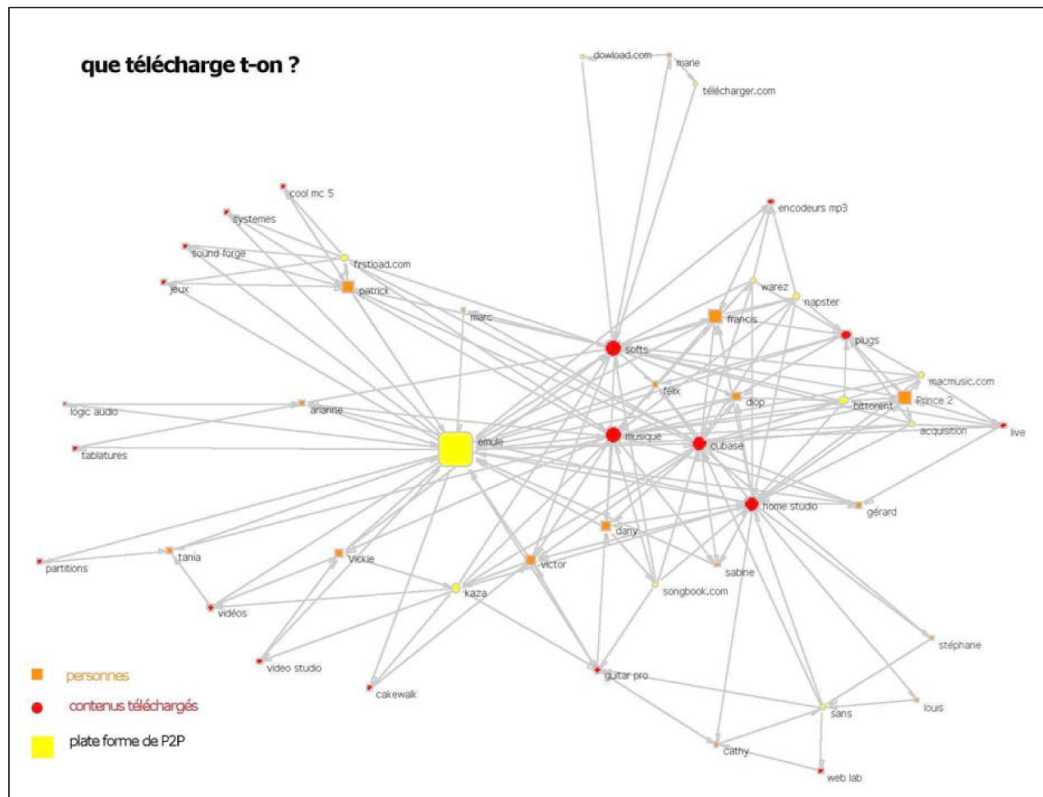 que télécharge t-on ?
dowload.com
marie
télécharger.com
cool mc 5
encodeurs mp3
systemes
sound forge
firstload.com
warez
jeux
patrick
napster
marc
francis
plugs
softs
macmusic.com
félix
diop
bittorent
Prince 2
logic audio
arianne
acquisition
live
emule
musique
cubase
tablatures
home studio
gérard
dany
tania
Vickie
victor
partitions
sabine
kaza
songbook.com
vidéos
stéphane
video studio
guitar pro
personnes
cakewalk
contenus téléchargés
sans
louis
plate forme de P2P
cathy
web lab